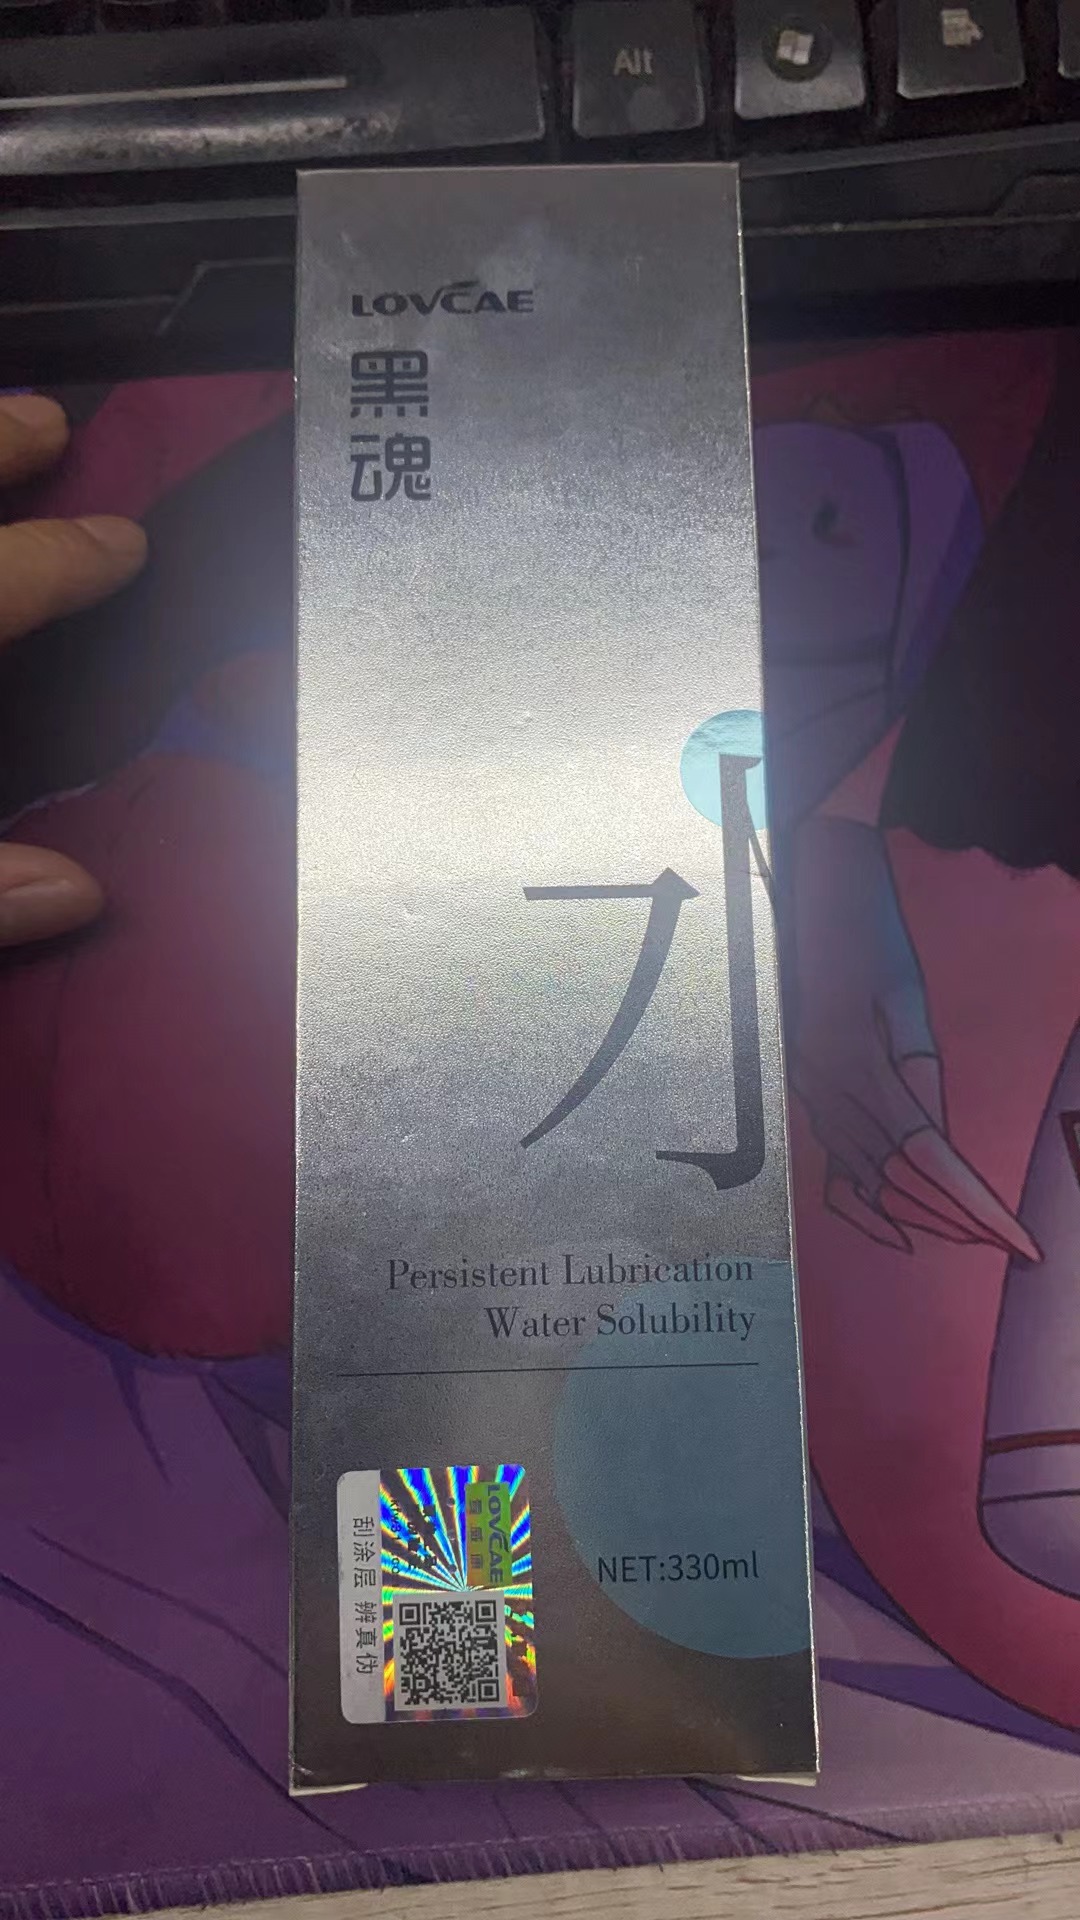 Alt
LOVCAE
黑
魂
水
Persistent Lubrication
Water Solubility
NET:330ml
LOVCAE
刮涂层 辨真伪